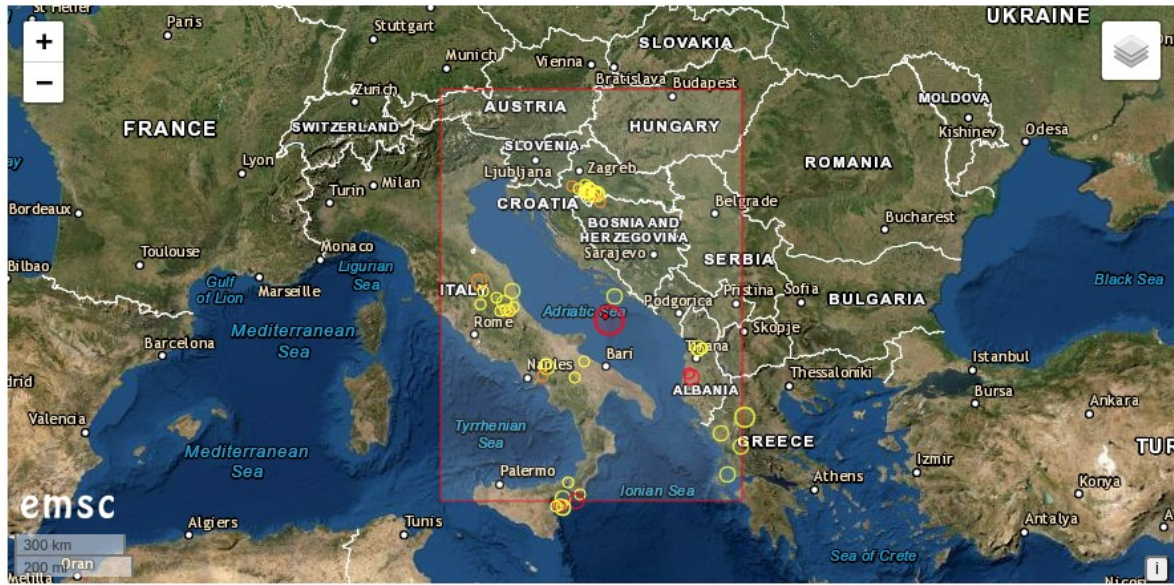 St Helier
Paris
Stuttgart
UKRAINE
+
−
SLOVAKIA
Munich
Vienna
Bratislava
Budapest
Zurich
AUSTRIA
MOLDOVA
FRANCE
SWITZERLAND
HUNGARY
Kishinev
Odesa
SLOVENIA
Lyon
Ljubljana
Zagreb
ROMANIA
Turin
Milan
CROATIA
Bordeaux
Belgrade
Bucharest
BOSNIA AND
HERZEGOVINA
Toulouse
Monaco
Sarajevo
SERBIA
Bilbao
Gulf
of Lion
Marseille
Ligurian
Sea
ITALY
Podgorica
Pristina
Sofia
BULGARIA
Black Sea
Adriatic Sea
Mediterranean
Sea
Rome
Skopje
Barcelona
Tirana
Istanbul
Naples
Bari
ALBANIA
Thessaloniki
Bursa
Ankara
Valencia
Tyrrhenian
Sea
GREECE
Mediterranean
Sea
TUR
Palermo
Athens
Izmir
Konya
emsc
Ionian Sea
Algiers
Tunis
Antalya
300 km
200 mi
Oran
Sea of Crete
Melilla
Nicos
i